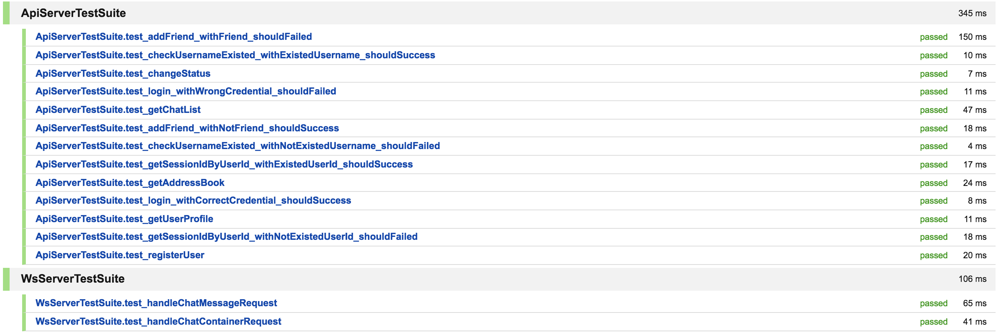 ApiServerTestSuite 345 ms
ApiServerTestSuite.test_addFriend_withFriend_shouldFailed passed 150 ms
ApiServerTestSuite.test_checkUsernameExisted_withExistedUsername_shouldSuccess passed 10 ms
ApiServerTestSuite.test_changeStatus passed 7 ms
ApiServerTestSuite.test_login_withWrongCredential_shouldFailed passed 11 ms
ApiServerTestSuite.test_getChatList passed 47 ms
ApiServerTestSuite.test_addFriend_withNotFriend_shouldSuccess passed 18 ms
ApiServerTestSuite.test_checkUsernameExisted_withNotExistedUsername_shouldFailed passed 4 ms
ApiServerTestSuite.test_getSessionIdByUserId_withExistedUserId_shouldSuccess passed 17 ms
ApiServerTestSuite.test_getAddressBook passed 24 ms
ApiServerTestSuite.test_login_withCorrectCredential_shouldSuccess passed 8 ms
ApiServerTestSuite.test_getUserProfile passed 11 ms
ApiServerTestSuite.test_getSessionIdByUserId_withNotExistedUserId_shouldFailed passed 18 ms
ApiServerTestSuite.test_registerUser passed 20 ms
WsServerTestSuite 106 ms
WsServerTestSuite.test_handleChatMessageRequest passed 65 ms
WsServerTestSuite.test_handleChatContainerRequest passed 41 ms